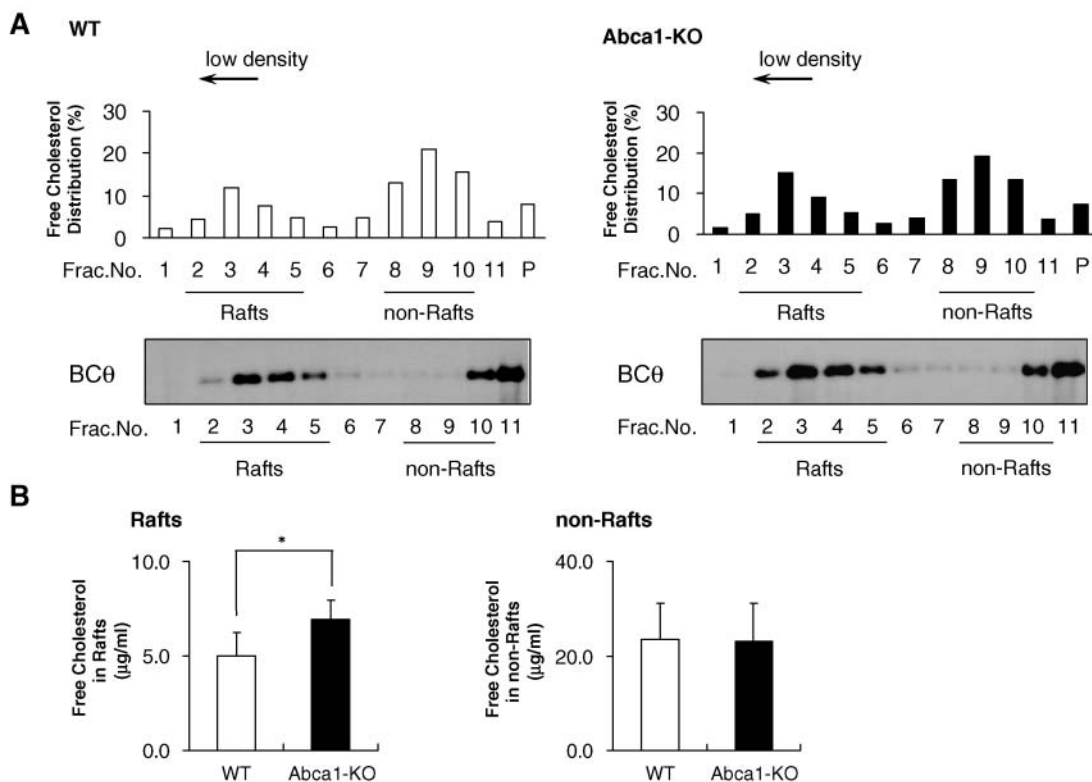 A
WT
low density
Free Cholesterol
Distribution (%)
30
20
10
0
Frac.No. 1 2 3 4 5 6 7 8 9 10 11 P
Rafts non-Rafts
BCθ
Frac.No. 1 2 3 4 5 6 7 8 9 10 11
Rafts non-Rafts
Abca1-KO
low density
Free Cholesterol
Distribution (%)
30
20
10
0
Frac.No. 1 2 3 4 5 6 7 8 9 10 11 P
Rafts non-Rafts
BCθ
Frac.No. 1 2 3 4 5 6 7 8 9 10 11
Rafts non-Rafts
B
Rafts
*
Free Cholesterol
in Rafts
(μg/ml)
10.0
5.0
0.0
WT Abca1-KO
non-Rafts
Free Cholesterol
in non-Rafts
(μg/ml)
40.0
20.0
0.0
WT Abca1-KO